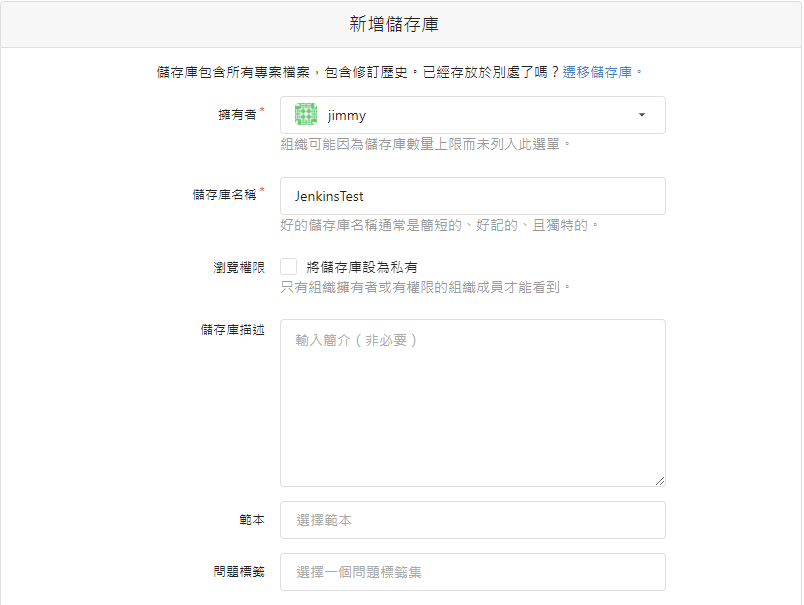 新增儲存庫
儲存庫包含所有專案檔案，包含修訂歷史。已經存放於別處了嗎？遷移儲存庫。
擁有者*
jimmy
組織可能因為儲存庫數量上限而未列入此選單。
儲存庫名稱*
JenkinsTest
好的儲存庫名稱通常是簡短的、好記的、且獨特的。
瀏覽權限
將儲存庫設為私有
只有組織擁有者或有權限的組織成員才能看到。
儲存庫描述
輸入簡介（非必要）
範本
選擇範本
問題標籤
選擇一個問題標籤集